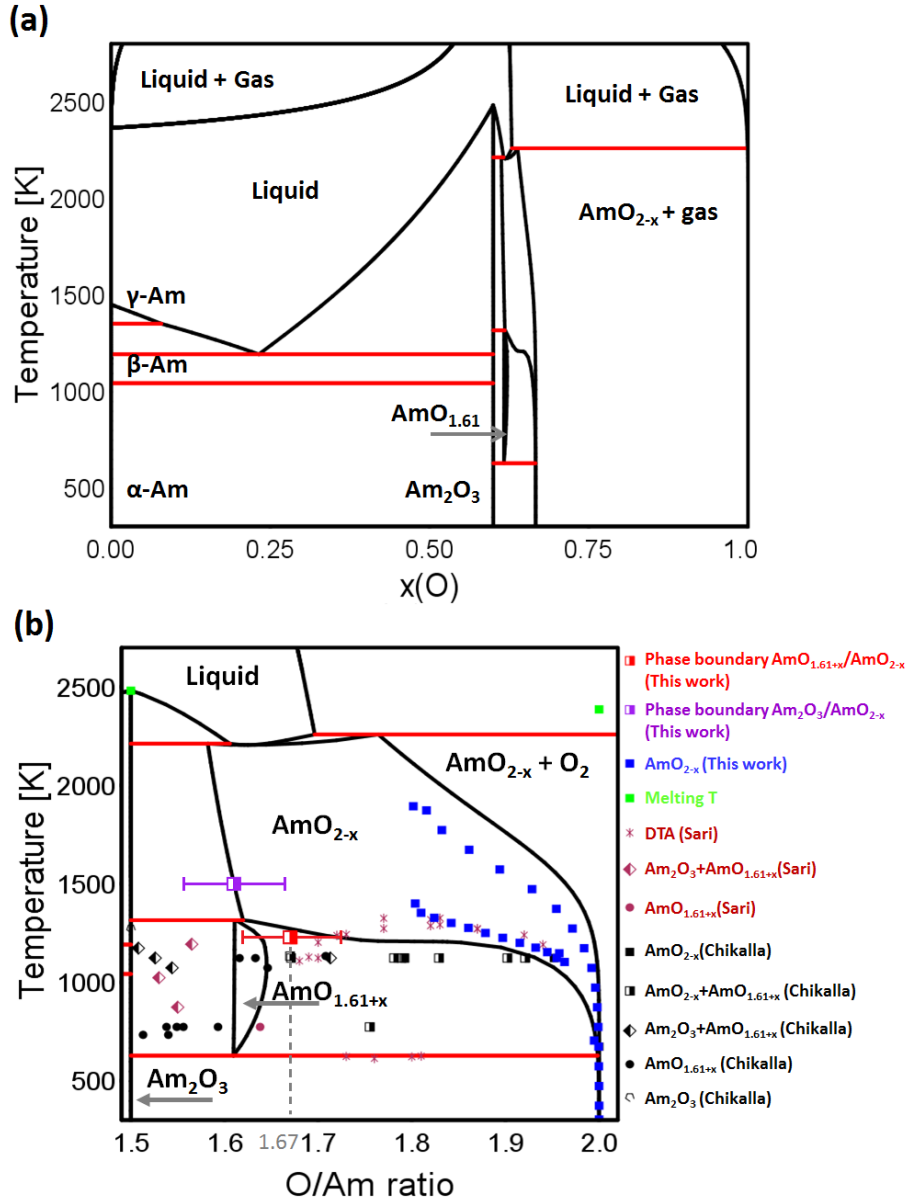 (a)
Liquid + Gas
Liquid + Gas
Liquid
AmO2-x + gas
γ-Am
β-Am
AmO1.61
α-Am
Am2O3
Temperature [K]
2500
2000
1500
1000
500
0.00
0.25
0.50
0.75
1.0
x(O)
(b)
Liquid
AmO2-x + O2
AmO2-x
AmO1.61+x
Am2O3
Temperature [K]
2500
2000
1500
1000
500
1.5
1.6
1.67
1.7
1.8
1.9
2.0
O/Am ratio
Phase boundary AmO1.61+x/AmO2-x
(This work)
Phase boundary Am2O3/AmO2-x
(This work)
AmO2-x (This work)
Melting T
DTA (Sari)
Am2O3+AmO1.61+x(Sari)
AmO1.61+x(Sari)
AmO2-x(Chikalla)
AmO2-x+AmO1.61+x (Chikalla)
Am2O3+AmO1.61+x (Chikalla)
AmO1.61+x (Chikalla)
Am2O3 (Chikalla)